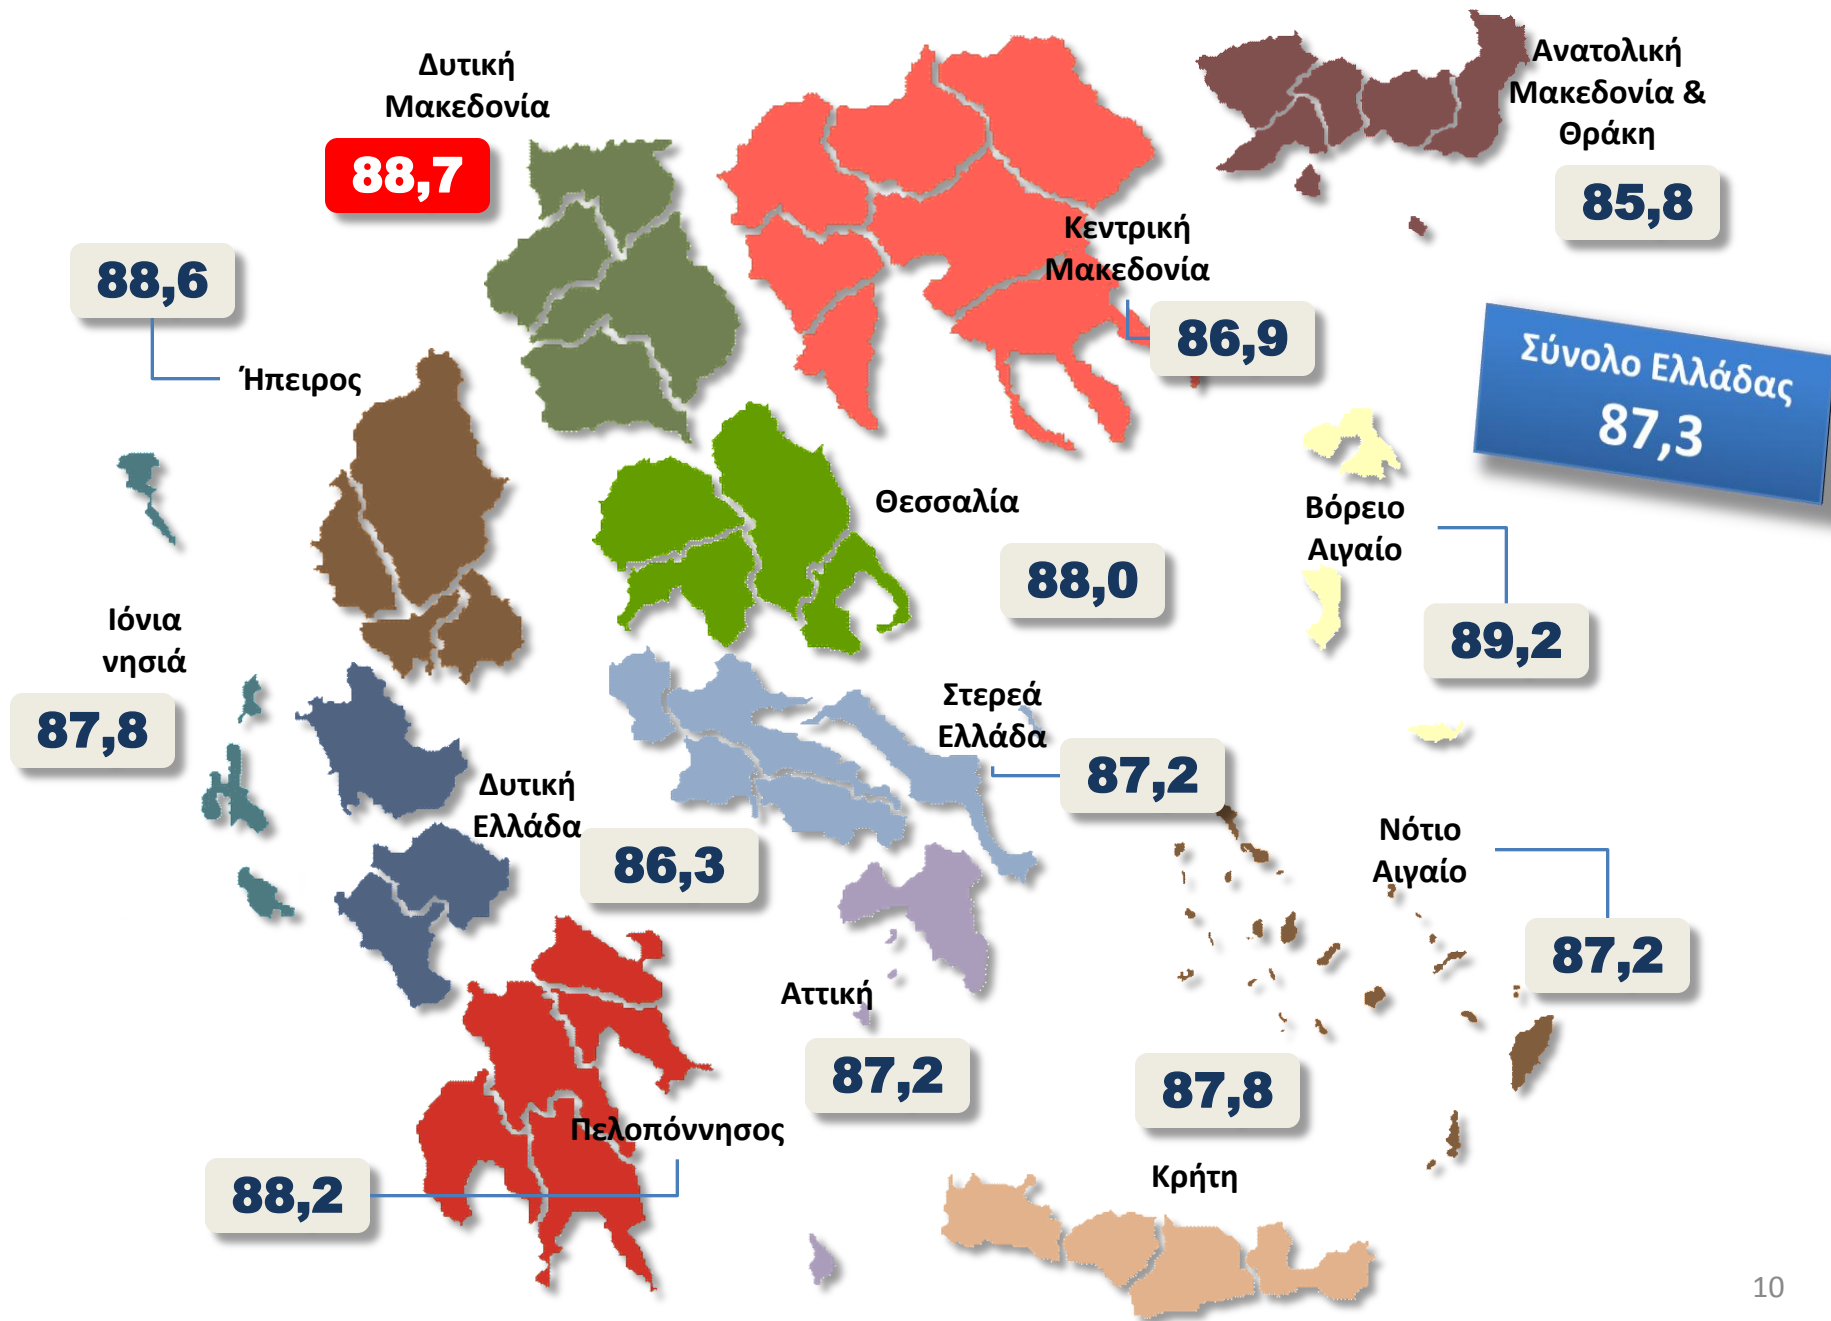 Δυτική
Μακεδονία
88,7
Ανατολική
Μακεδονία &
Θράκη
85,8
Κεντρική
Μακεδονία
86,9
88,6
Ήπειρος
Σύνολο Ελλάδας
87,3
Θεσσαλία
88,0
Βόρειο
Αιγαίο
89,2
Ιόνια
νησιά
87,8
Στερεά
Ελλάδα
87,2
Δυτική
Ελλάδα
86,3
Νότιο
Αιγαίο
87,2
Αττική
87,2
87,8
Κρήτη
Πελοπόννησος
88,2
10